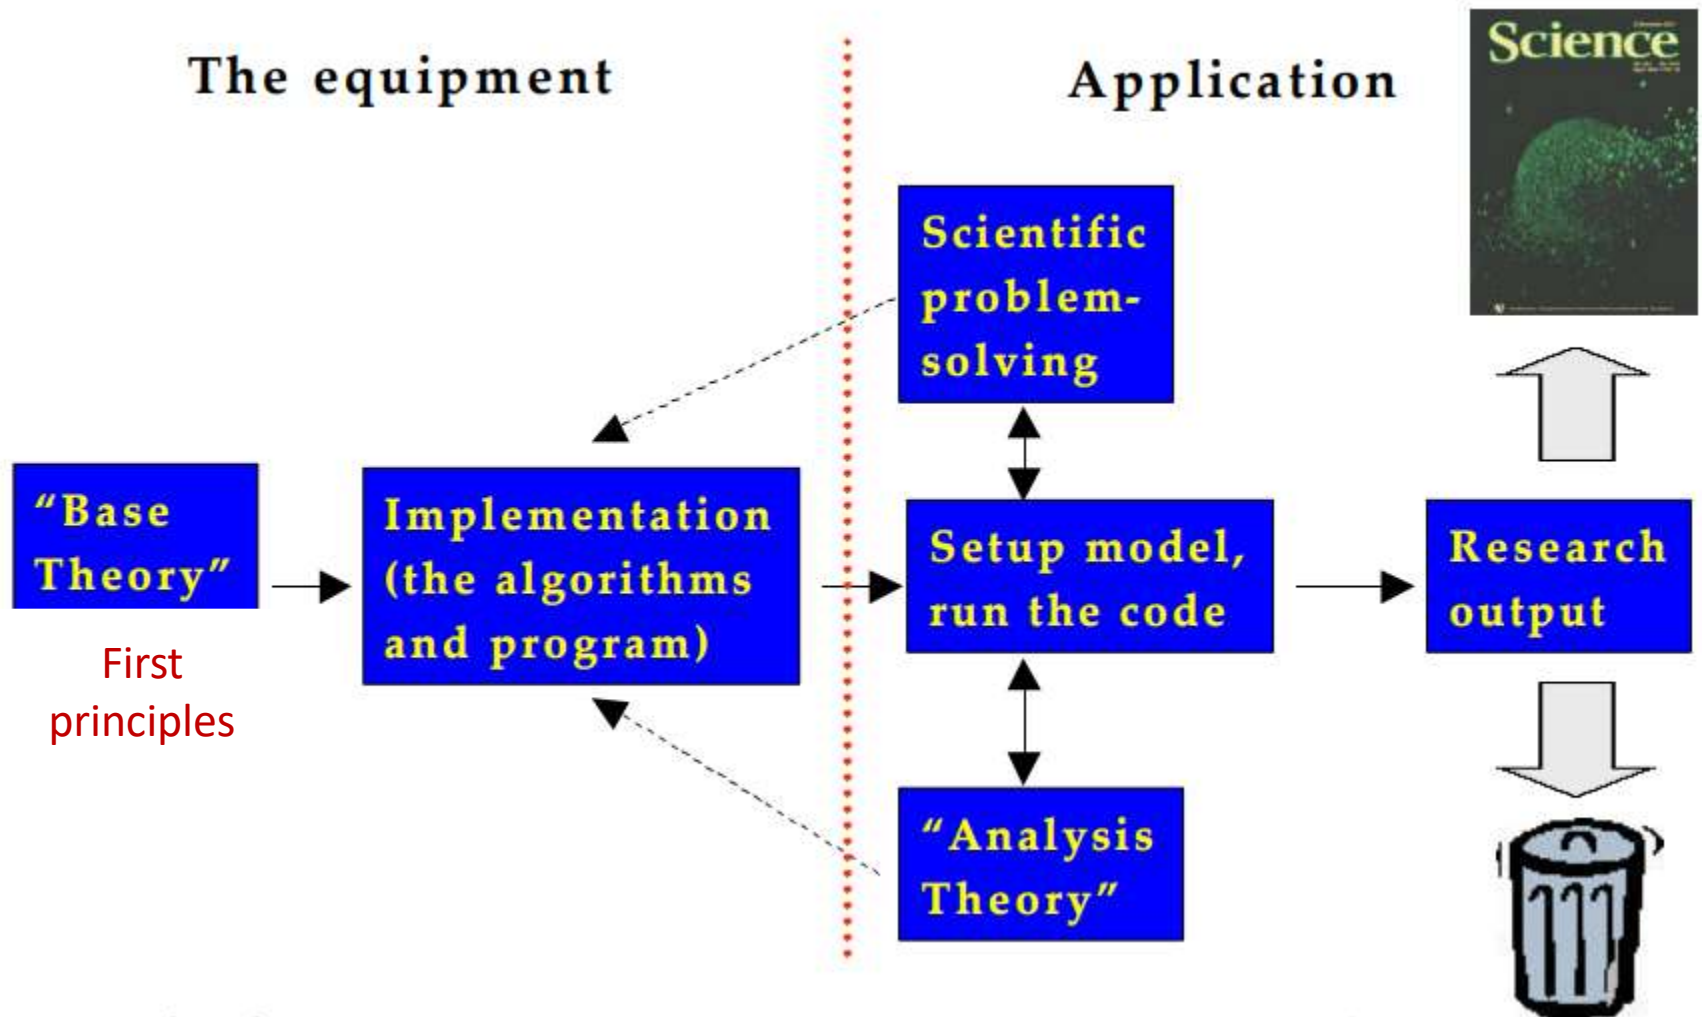 The equipment
Application
Science
Scientific
problem-
solving
“Base
Theory”
First
principles
Implementation
(the algorithms
and program)
Setup model,
run the code
Research
output
“Analysis
Theory”